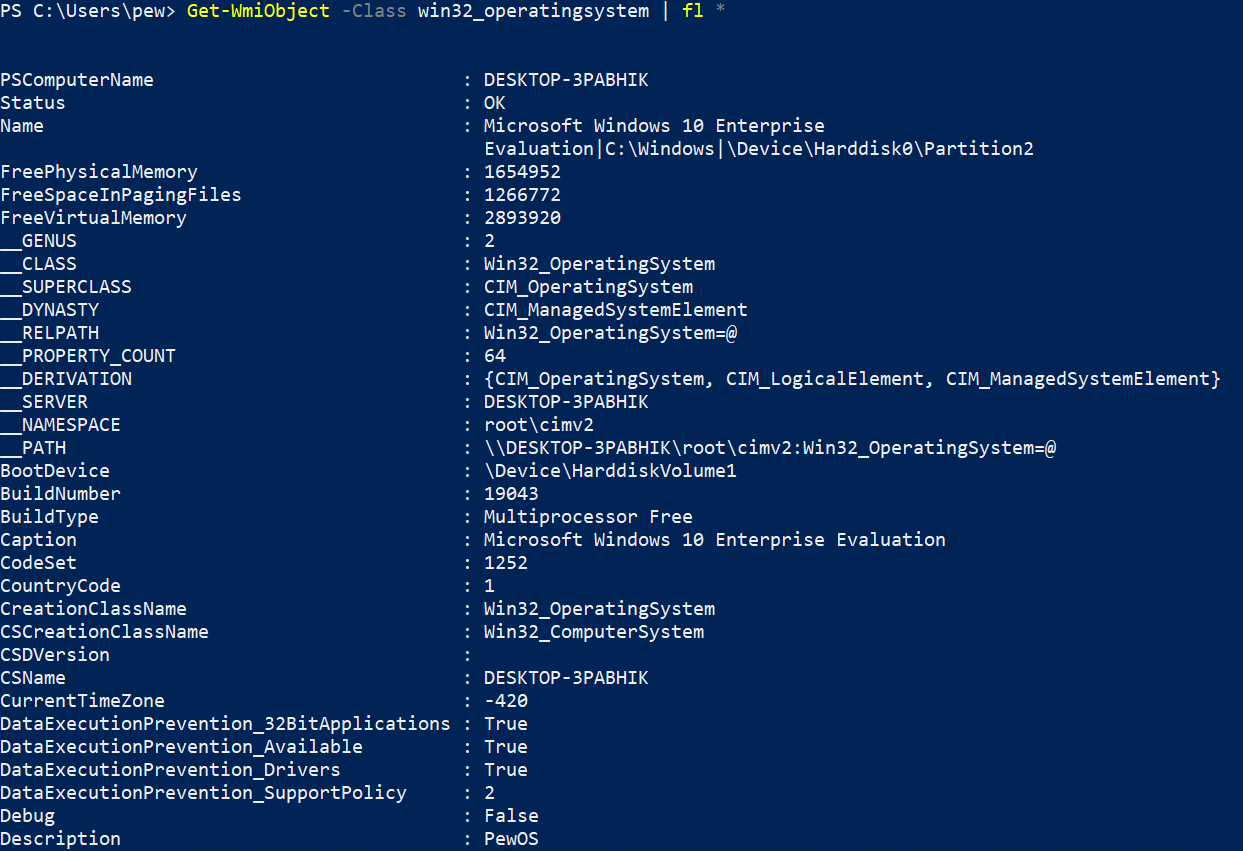 PS C:\Users\pew> Get-WmiObject -Class win32_operatingsystem | fl *
PSComputerName : DESKTOP-3PABHIK
Status : OK
Name : Microsoft Windows 10 Enterprise
Evaluation|C:\Windows|\Device\Harddisk0\Partition2
FreePhysicalMemory : 1654952
FreeSpaceInPagingFiles : 1266772
FreeVirtualMemory : 2893920
__GENUS : 2
__CLASS : Win32_OperatingSystem
__SUPERCLASS : CIM_OperatingSystem
__DYNASTY : CIM_ManagedSystemElement
__RELPATH : Win32_OperatingSystem=@
__PROPERTY_COUNT : 64
__DERIVATION : {CIM_OperatingSystem, CIM_LogicalElement, CIM_ManagedSystemElement}
__SERVER : DESKTOP-3PABHIK
__NAMESPACE : root\cimv2
__PATH : \\DESKTOP-3PABHIK\root\cimv2:Win32_OperatingSystem=@
BootDevice : \Device\HarddiskVolume1
BuildNumber : 19043
BuildType : Multiprocessor Free
Caption : Microsoft Windows 10 Enterprise Evaluation
CodeSet : 1252
CountryCode : 1
CreationClassName : Win32_OperatingSystem
CSCreationClassName : Win32_ComputerSystem
CSDVersion :
CSName : DESKTOP-3PABHIK
CurrentTimeZone : -420
DataExecutionPrevention_32BitApplications : True
DataExecutionPrevention_Available : True
DataExecutionPrevention_Drivers : True
DataExecutionPrevention_SupportPolicy : 2
Debug : False
Description : PewOS